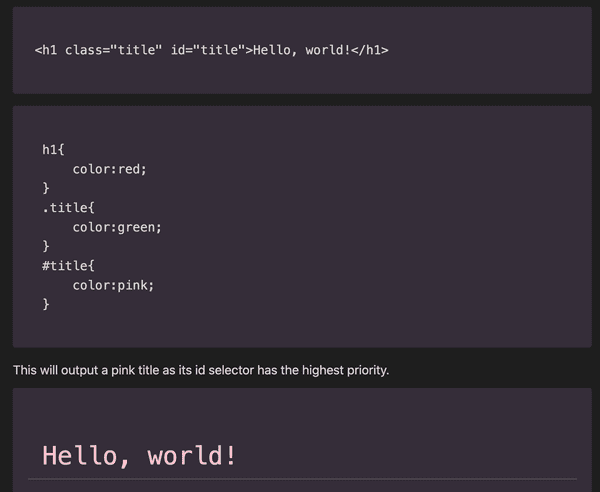 <h1 class="title" id="title">Hello, world!</h1>
h1{
    color:red;
}
.title{
    color:green;
}
#title{
    color:pink;
}
This will output a pink title as its id selector has the highest priority.
Hello, world!